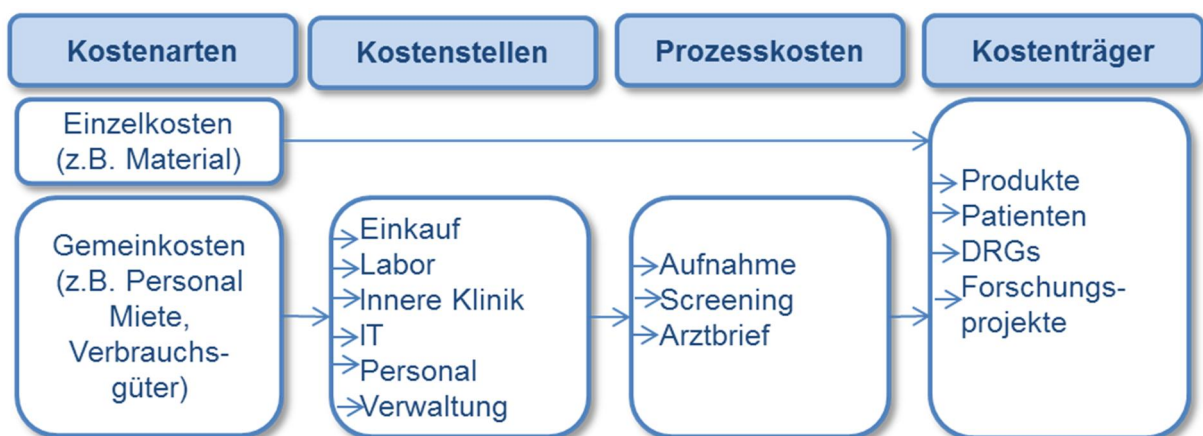 Kostenarten
Kostenstellen
Prozesskosten
Kostenträger
Einzelkosten
(z.B. Material)
Gemeinkosten
(z.B. Personal
Miete,
Verbrauchs-
güter)
Einkauf
Labor
Innere Klinik
IT
Personal
Verwaltung
Aufnahme
Screening
Arztbrief
Produkte
Patienten
DRGs
Forschungs-
projekte